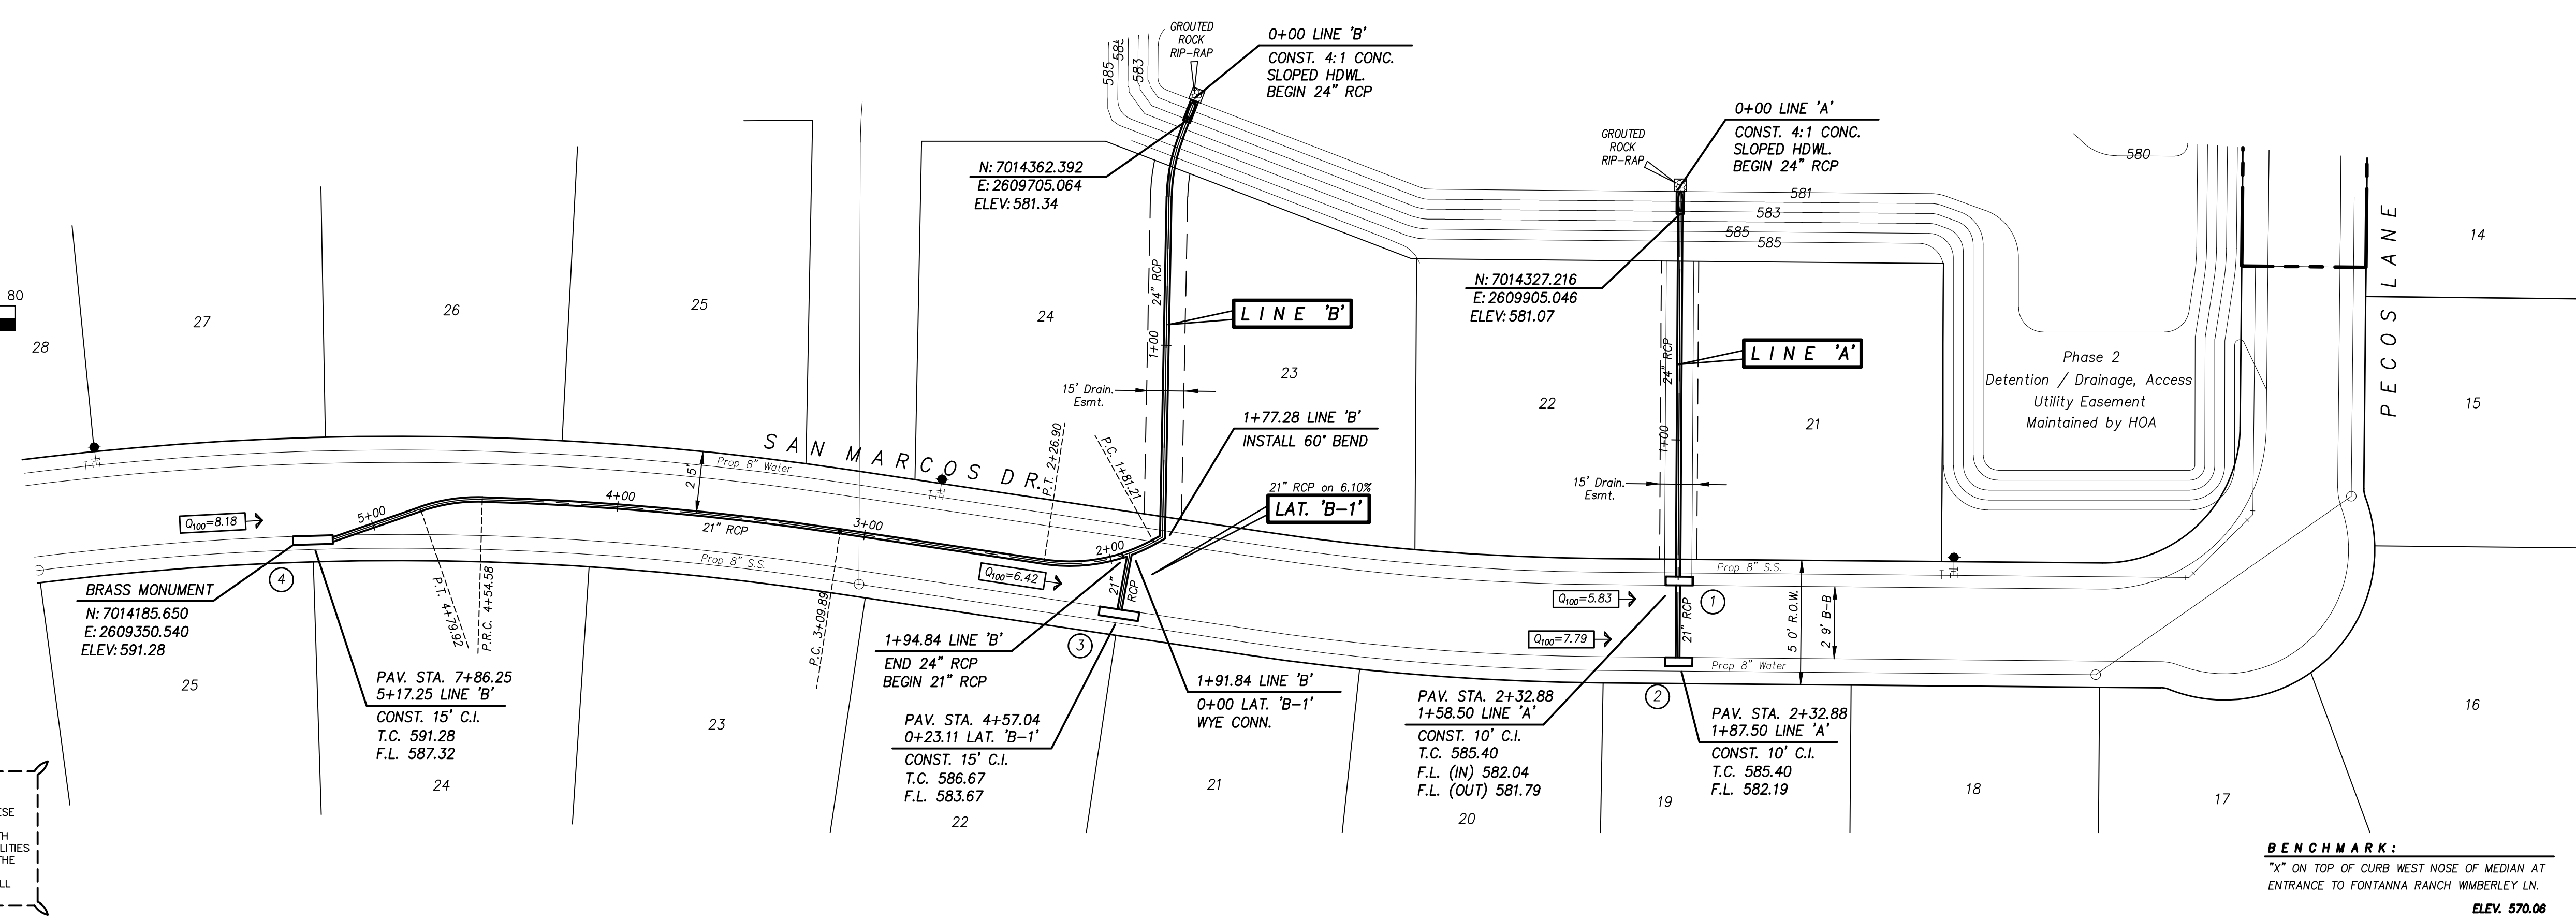 GROUTED
ROCK
RIP-RAP
0+00 LINE 'B'
CONST. 4:1 CONC.
SLOPED HDWL.
BEGIN 24" RCP
585
583
N: 7014362.392
E: 2609705.064
ELEV: 581.34
GROUTED
ROCK
RIP-RAP
0+00 LINE 'A'
CONST. 4:1 CONC.
SLOPED HDWL.
BEGIN 24" RCP
580
581
583
585
585
N: 7014327.216
E: 2609905.046
ELEV: 581.07
PECOS LANE
14
15
16
80
28
27
26
25
24
23
22
21
24" RCP
1+00
LINE 'B'
15' Drain.
Esmt.
24" RCP
1+00
LINE 'A'
15' Drain.
Esmt.
Phase 2
Detention / Drainage, Access
Utility Easement
Maintained by HOA
1+77.28 LINE 'B'
INSTALL 60° BEND
21" RCP on 6.10%
LAT. 'B-1'
SAN MARCOS DR.
Prop 8" Water
25'
P.T. 2+26.90
P.C. 1+81.21
Q100=8.18
5+00
4+00
21" RCP
3+00
2+00
Prop 8" S.S.
Q100=6.42
21"
RCP
P.T. 4+79.92
P.R.C. 4+54.58
P.C. 3+09.89
4
3
BRASS MONUMENT
N: 7014185.650
E: 2609350.540
ELEV: 591.28
PAV. STA. 7+86.25
5+17.25 LINE 'B'
CONST. 15' C.I.
T.C. 591.28
F.L. 587.32
1+94.84 LINE 'B'
END 24" RCP
BEGIN 21" RCP
PAV. STA. 4+57.04
0+23.11 LAT. 'B-1'
CONST. 15' C.I.
T.C. 586.67
F.L. 583.67
1+91.84 LINE 'B'
0+00 LAT. 'B-1'
WYE CONN.
Prop 8" S.S.
Q100=5.83
Q100=7.79
1
2
21" RCP
50' R.O.W.
29' B-B
Prop 8" Water
PAV. STA. 2+32.88
1+58.50 LINE 'A'
CONST. 10' C.I.
T.C. 585.40
F.L. (IN) 582.04
F.L. (OUT) 581.79
PAV. STA. 2+32.88
1+87.50 LINE 'A'
CONST. 10' C.I.
T.C. 585.40
F.L. 582.19
25
24
23
22
21
20
19
18
17
THE
ALL
BENCHMARK:
"X" ON TOP OF CURB WEST NOSE OF MEDIAN AT
ENTRANCE TO FONTANNA RANCH WIMBERLEY LN.
ELEV. 570.06